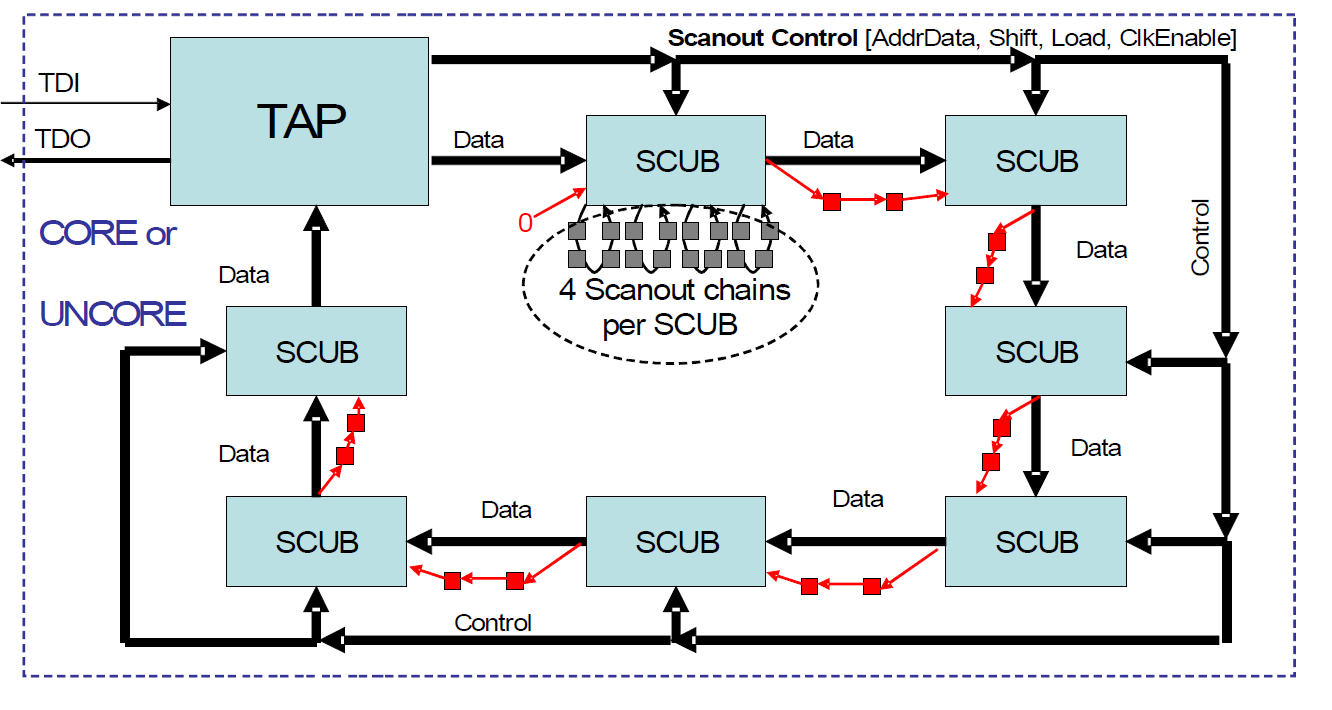 Scanout Control [AddrData, Shift, Load, ClkEnable]
TDI
TAP
TDO
Data
SCUB
Data
SCUB
0
CORE or
UNCORE
Data
Data
Control
4 Scanout chains
per SCUB
SCUB
SCUB
Data
Data
Data
Data
SCUB
SCUB
SCUB
Control